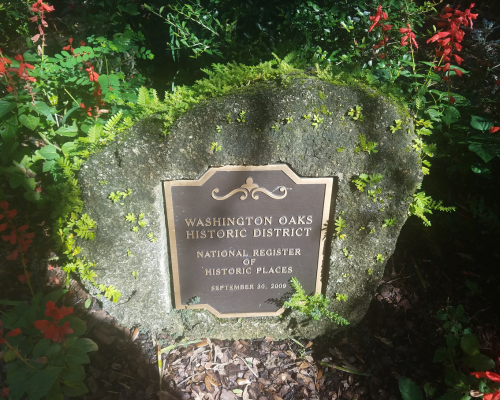 WASHINGTON OAKS
HISTORIC DISTRICT
NATIONAL REGISTER
OF
HISTORIC PLACES
SEPTEMBER 30, 2009